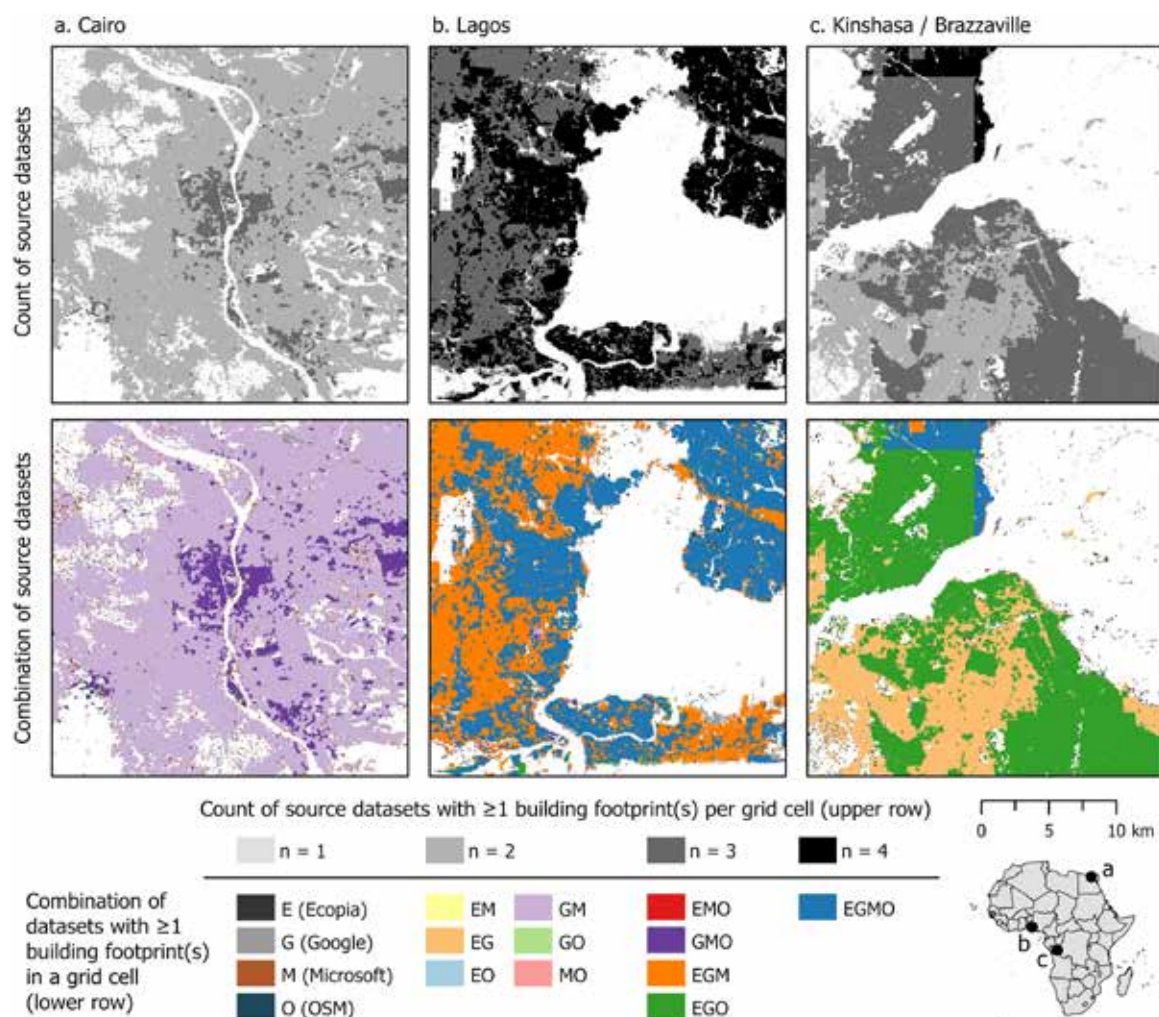 a. Cairo
b. Lagos
c. Kinshasa / Brazzaville
Count of source datasets
Combination of source datasets
Count of source datasets with ≥1 building footprint(s) per grid cell (upper row)
n = 1
n = 2
n = 3
n = 4
0 5 10 km
Combination of
datasets with ≥1
building footprint(s)
in a grid cell
(lower row)
E (Ecopia)
G (Google)
M (Microsoft)
O (OSM)
EM
EG
EO
GM
GO
MO
EMO
GMO
EGM
EGO
EGMO
a
b
c